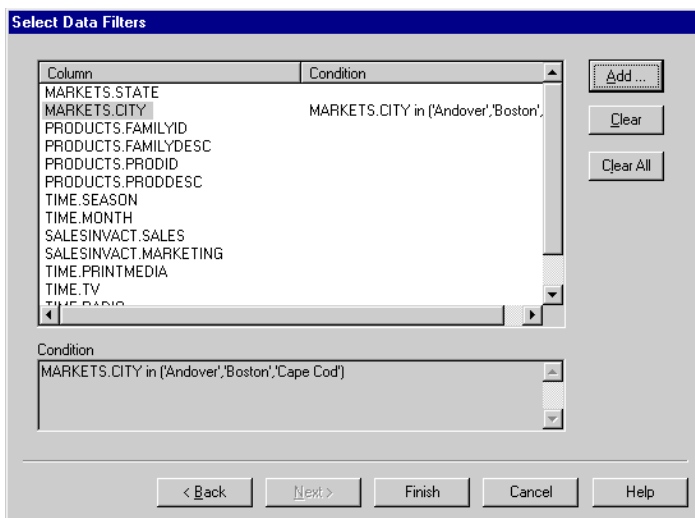 Select Data Filters
Column Condition
Add ...
MARKETS.STATE
MARKETS.CITY MARKETS.CITY in ('Andover','Boston',
Clear
PRODUCTS.FAMILYID
PRODUCTS.FAMILYDESC
PRODUCTS.PRODID
Clear All
PRODUCTS.PRODDESC
TIME.SEASON
TIME.MONTH
SALESINVACT.SALES
SALESINVACT.MARKETING
TIME.PRINTMEDIA
TIME.TV
TIME.RADIO
Condition
MARKETS.CITY in ('Andover','Boston','Cape Cod')
< Back Next > Finish Cancel Help